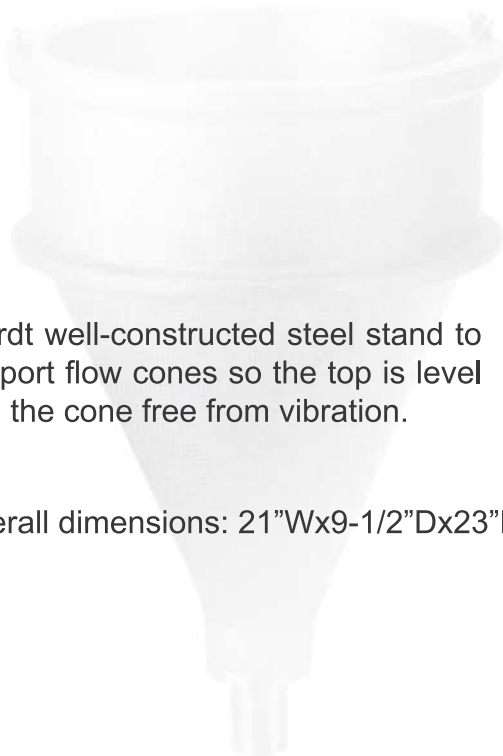 rdt well-constructed steel stand to
port flow cones so the top is level
the cone free from vibration.
erall dimensions: 21”Wx9-1/2”Dx23”